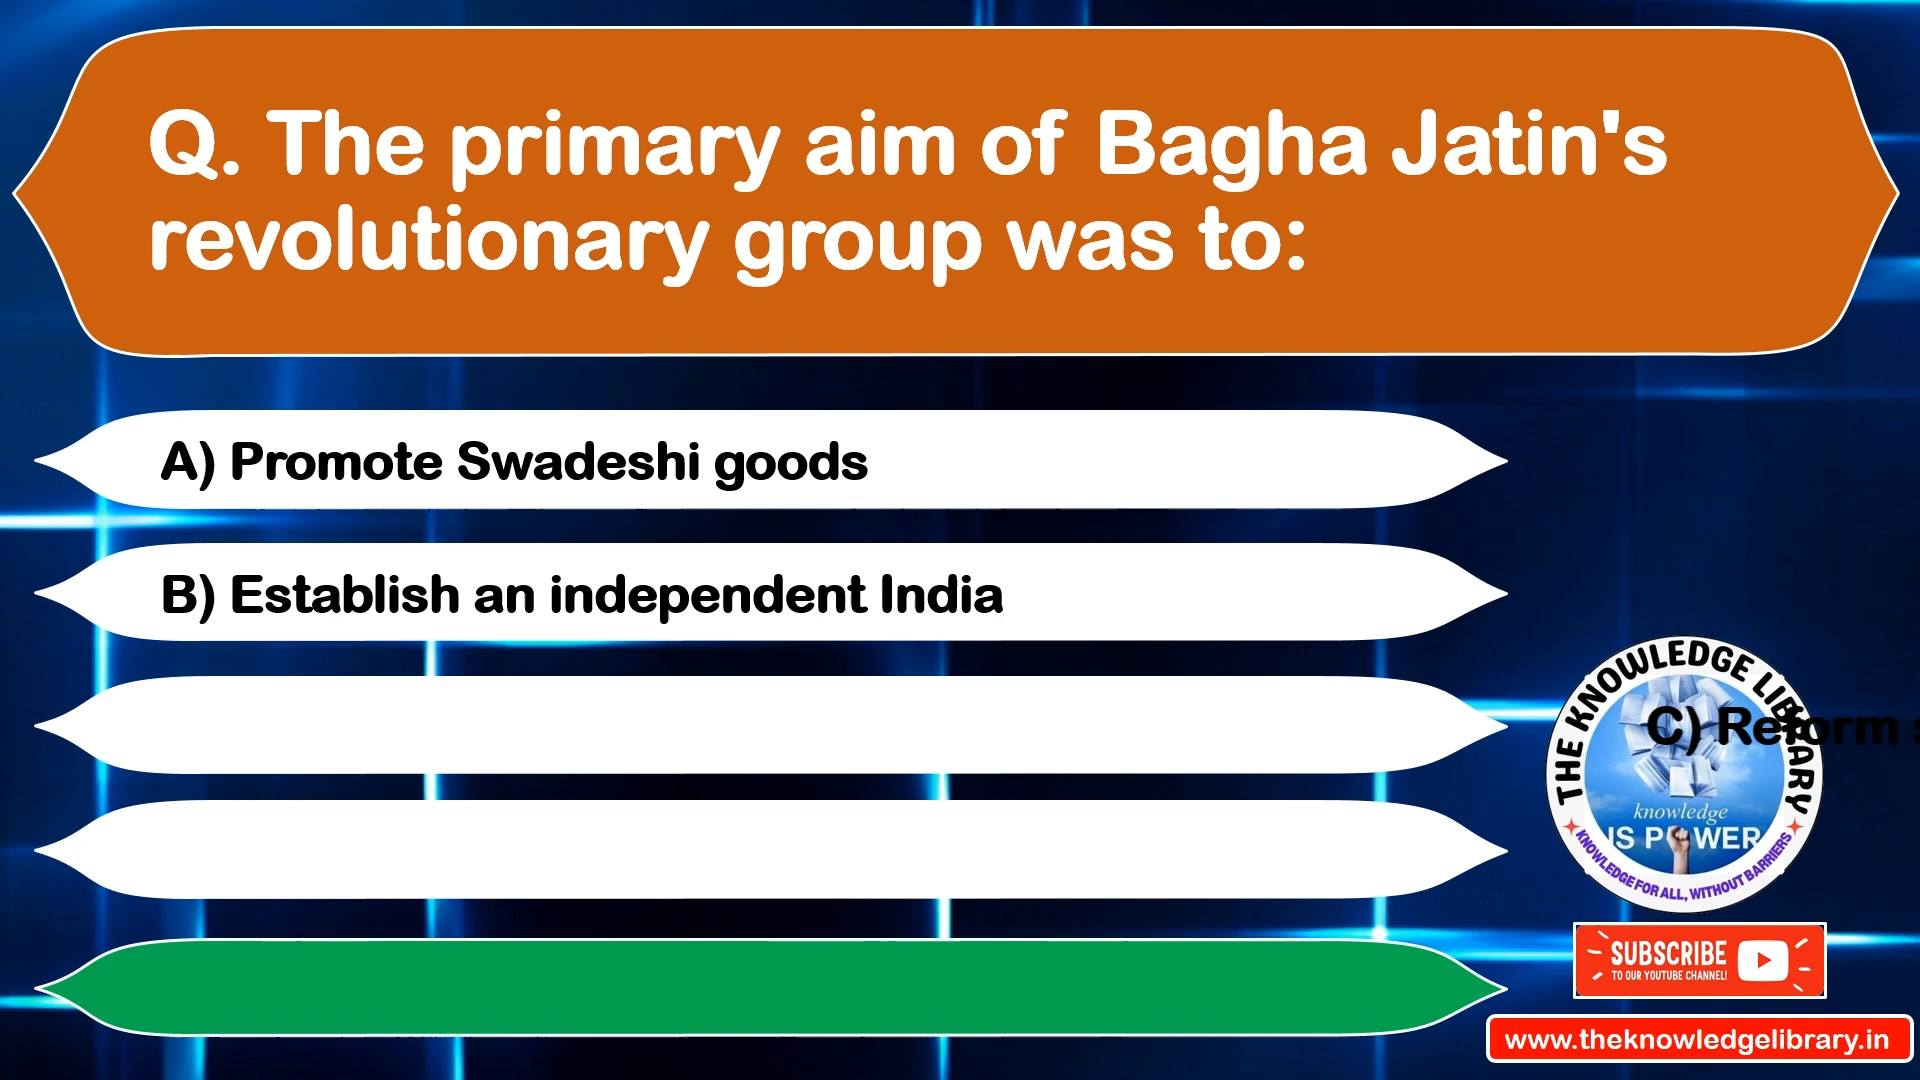 Q. The primary aim of Bagha Jatin's
revolutionary group was to:
A) Promote Swadeshi goods
B) Establish an independent India
C) Reform
THE KNOWLEDGE LIBRARY
knowledge
IS POWER
KNOWLEDGE FOR ALL, WITHOUT BARRIERS
SUBSCRIBE
TO OUR YOUTUBE CHANNEL!
www.theknowledgelibrary.in